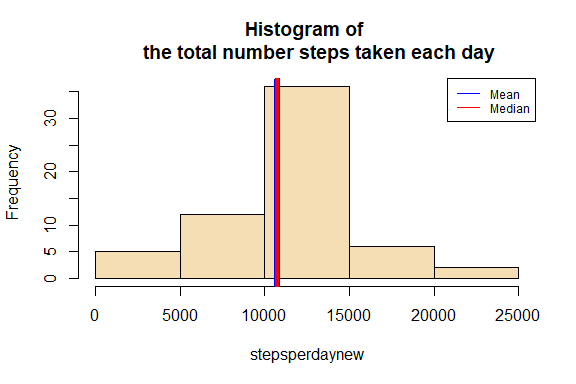 Histogram of
the total number steps taken each day
Mean
Median
Frequency
30
20
10
5
0
0 5000 10000 15000 20000 25000
stepsperdaynew